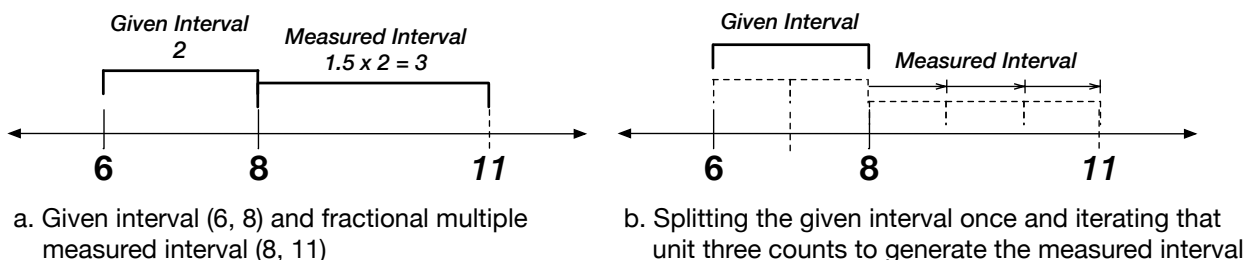 Given Interval
2
Measured Interval
1.5 x 2 = 3
6
8
11
a. Given interval (6, 8) and fractional multiple
measured interval (8, 11)
Given Interval
Measured Interval
6
8
11
b. Splitting the given interval once and iterating that
unit three counts to generate the measured interval